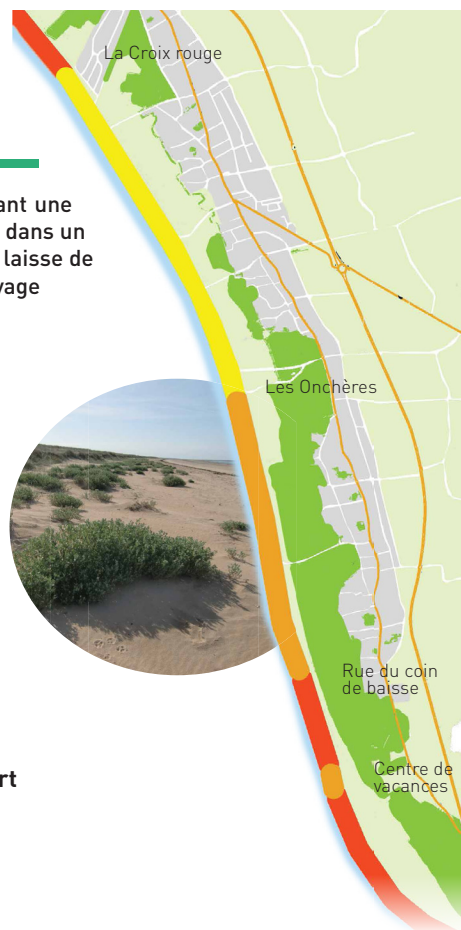 La Croix rouge
ant une
dans un
laisse de
yage
Les Onchères
Rue du coin
de baisse
Centre de
vacances
rt